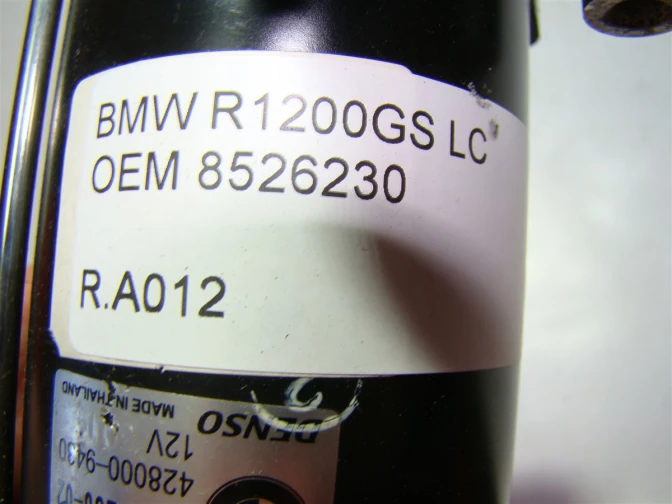 BMW R1200GS LC
OEM 8526230
R.A012
DENSO
MADE IN THAILAND
12V
428000-9430